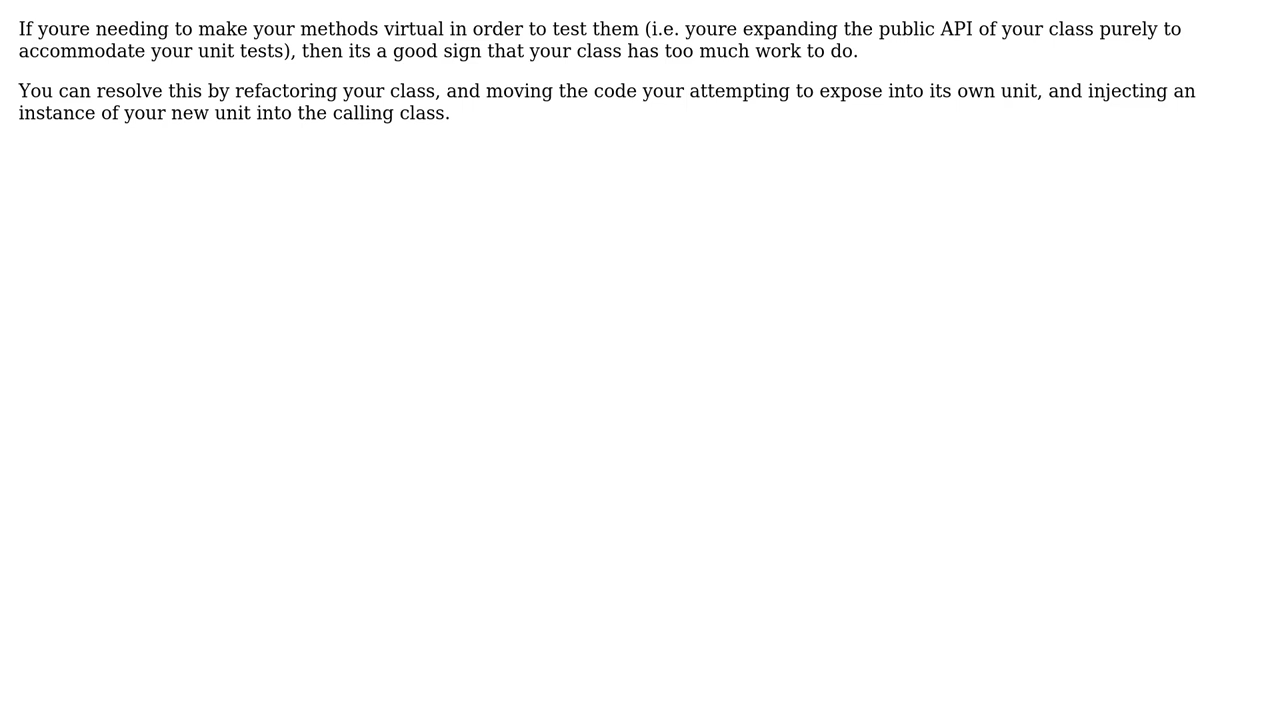 If youre needing to make your methods virtual in order to test them (i.e. youre expanding the public API of your class purely to
accommodate your unit tests), then its a good sign that your class has too much work to do.
You can resolve this by refactoring your class, and moving the code your attempting to expose into its own unit, and injecting an
instance of your new unit into the calling class.